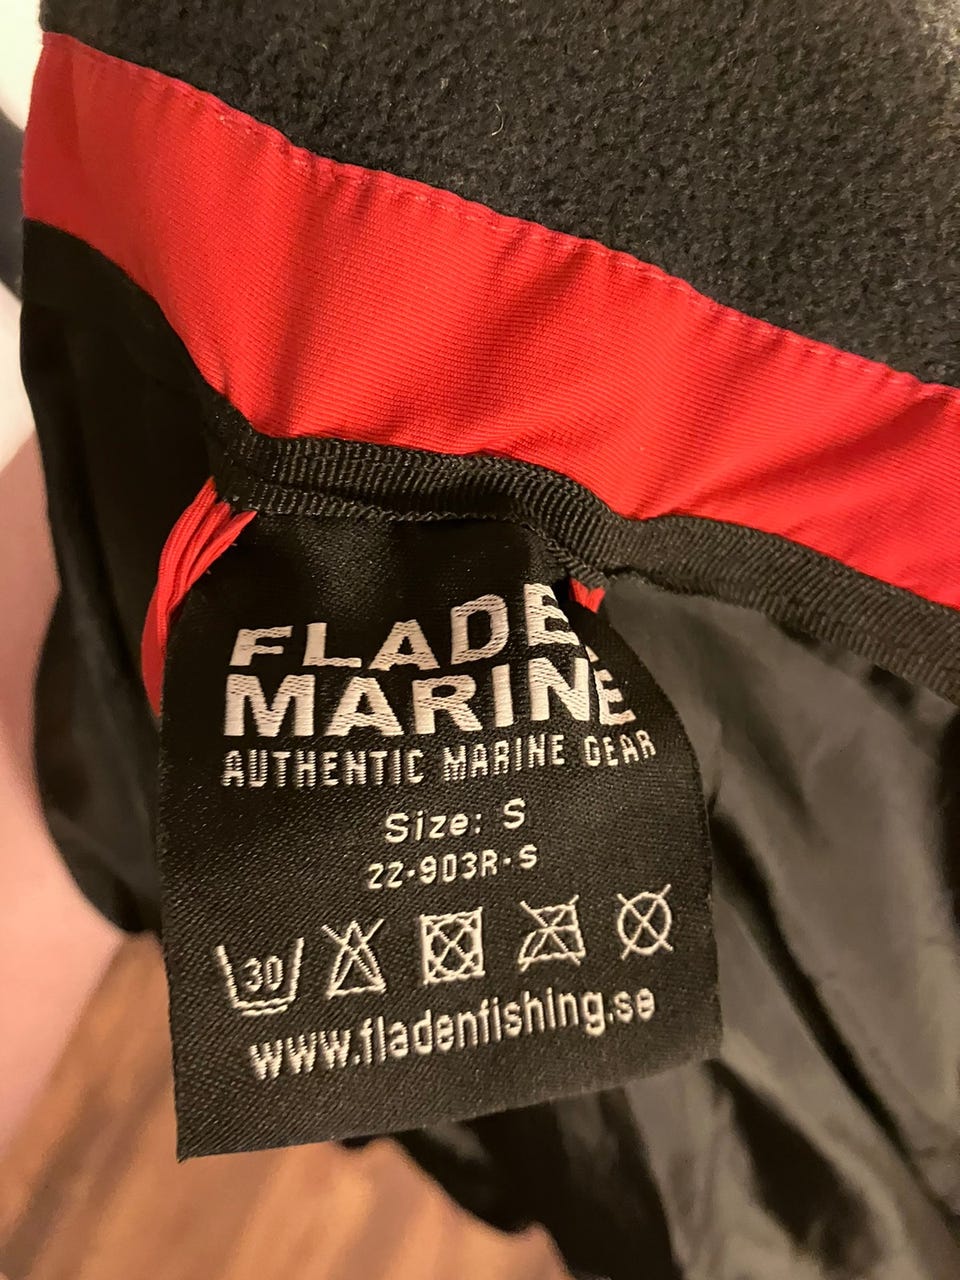 FLADEN
MARINE
AUTHENTIC MARINE GEAR
Size: S
22-903R-S
30
www.fladenfishing.se